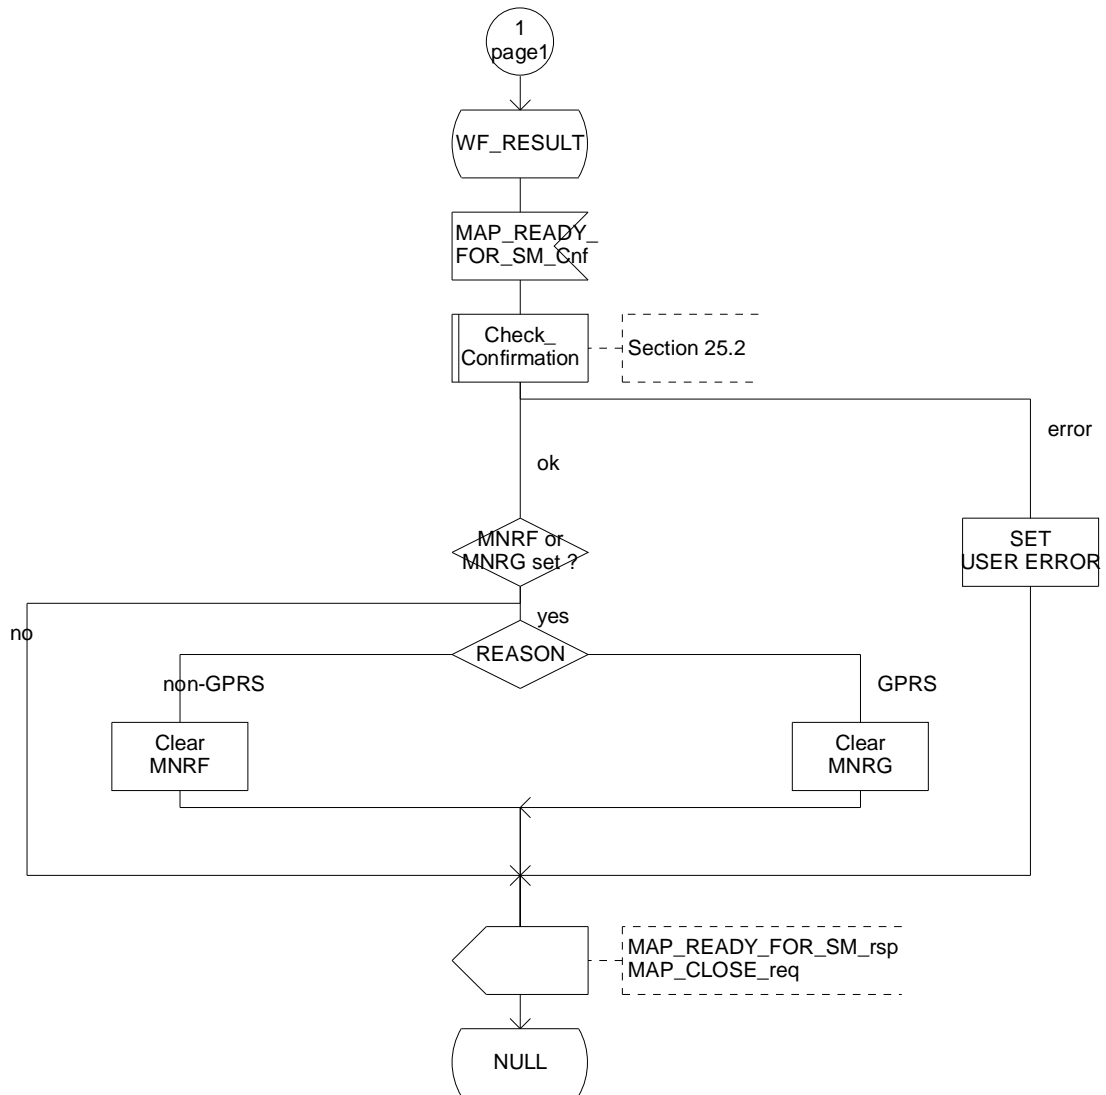 1
page1
WF_RESULT
MAP_READY_
FOR_SM_Cnf
Check_
Confirmation
Section 25.2
error
ok
MNRF or
MNRG set ?
SET
USER ERROR
no
yes
REASON
non-GPRS
GPRS
Clear
MNRF
Clear
MNRG
MAP_READY_FOR_SM_rsp
MAP_CLOSE_req
NULL